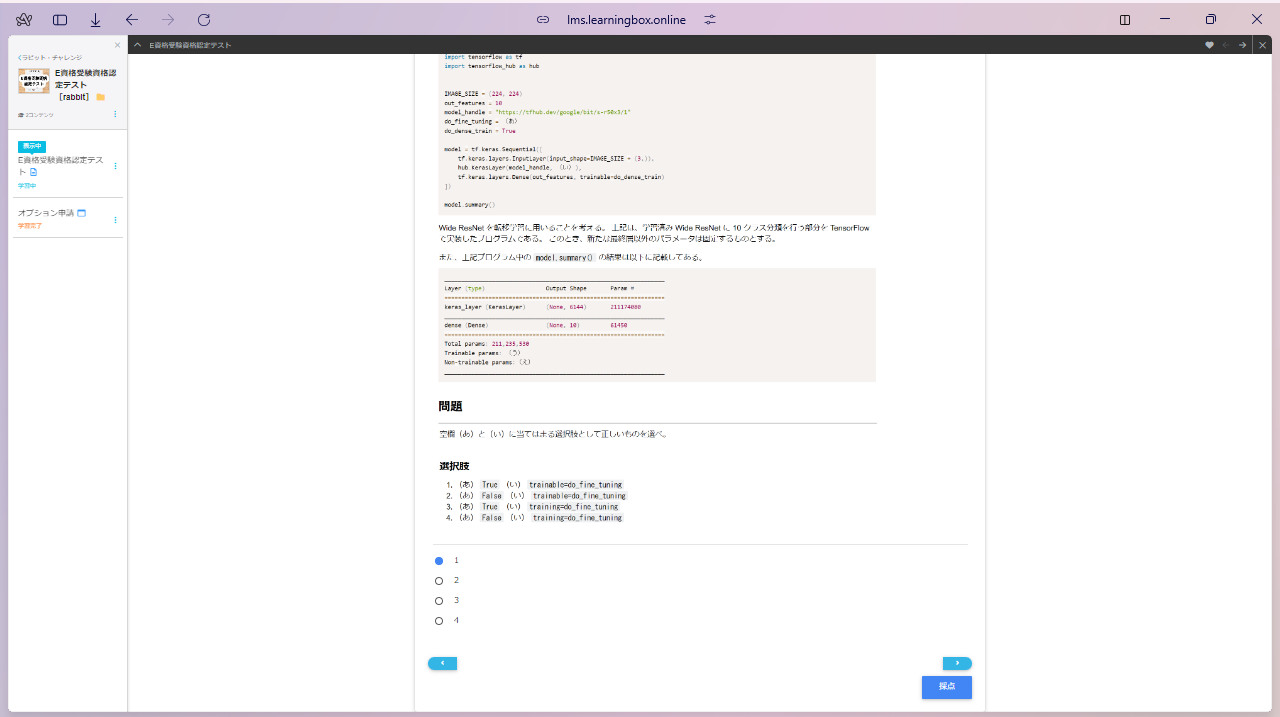 lms.learningbox.online
ラビット・チャレンジ
E資格受験資格認定テスト
E資格受験資格認定テスト
［rabbit］
2コンテンツ
表示中
E資格受験資格認定テスト
学習中
オプション申請
学習完了
import tensorflow as tf
import tensorflow_hub as hub
IMAGE_SIZE = (224, 224)
out_features = 10
model_handle = "https://tfhub.dev/google/bit/s-r50x3/1"
do_fine_tuning = （あ）
do_dense_train = True
model = tf.keras.Sequential([
tf.keras.layers.InputLayer(input_shape=IMAGE_SIZE + (3,)),
hub.KerasLayer(model_handle, （い）),
tf.keras.layers.Dense(out_features, trainable=do_dense_train)
])
model.summary()
Wide ResNet を転移学習に用いることを考える。 上記は、学習済み Wide ResNet に 10 クラス分類を行う部分を TensorFlow
で実装したプログラムである。 このとき、新たな最終層以外のパラメータは固定するものとする。
また、上記プログラム中の model.summary() の結果は以下に記載してある。
Layer (type) Output Shape Param #
keras_layer (KerasLayer) (None, 6144) 211174080
dense (Dense) (None, 10) 61450
Total params: 211,235,530
Trainable params: （う）
Non-trainable params: （え）
問題
空欄（あ）と（い）に当てはまる選択肢として正しいものを選べ。
選択肢
1. （あ） True （い） trainable=do_fine_tuning
2. （あ） False （い） trainable=do_fine_tuning
3. （あ） True （い） training=do_fine_tuning
4. （あ） False （い） training=do_fine_tuning
1
2
3
4
採点